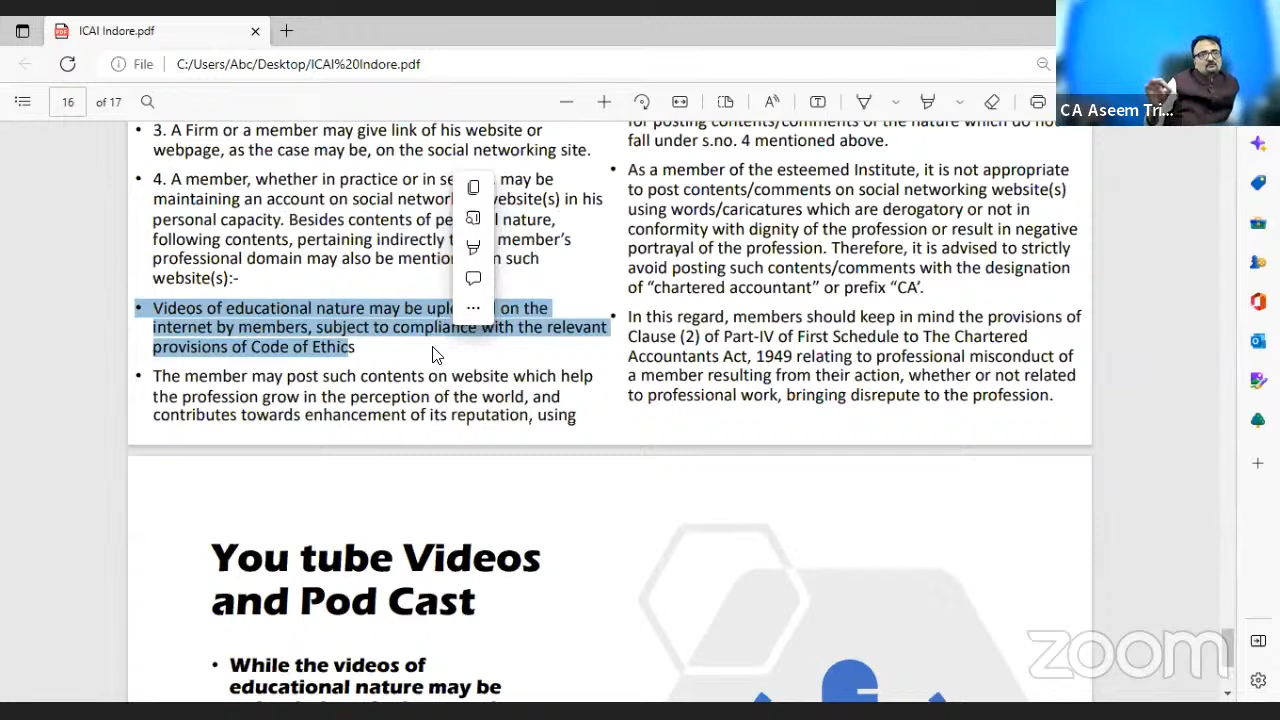 ICAI Indore.pdf
File
C:/Users/Abc/Desktop/ICAI%20Indore.pdf
CA Aseem Tri...
16
of 17
3. A Firm or a member may give link of his website or
webpage, as the case may be, on the social networking site.
4. A member, whether in practice or in se may be
maintaining an account on social networ website(s) in his
personal capacity. Besides contents of pe nature,
following contents, pertaining indirectly member's
professional domain may also be mentio n such
website(s):-
Videos of educational nature may be upl on the
internet by members, subject to compliance with the relevant
provisions of Code of Ethics
The member may post such contents on website which help
the profession grow in the perception of the world, and
contributes towards enhancement of its reputation, using
for posting contents/comments of the nature which do no
fall under s.no. 4 mentioned above.
As a member of the esteemed Institute, it is not appropriate
to post contents/comments on social networking website(s)
using words/caricatures which are derogatory or not in
conformity with dignity of the profession or result in negative
portrayal of the profession. Therefore, it is advised to strictly
avoid posting such contents/comments with the designation
of “chartered accountant” or prefix “CA’.
In this regard, members should keep in mind the provisions of
Clause (2) of Part-IV of First Schedule to The Chartered
Accountants Act, 1949 relating to professional misconduct of
a member resulting from their action, whether or not related
to professional work, bringing disrepute to the profession.
You tube Videos
and Pod Cast
While the videos of
educational nature may be
zoom